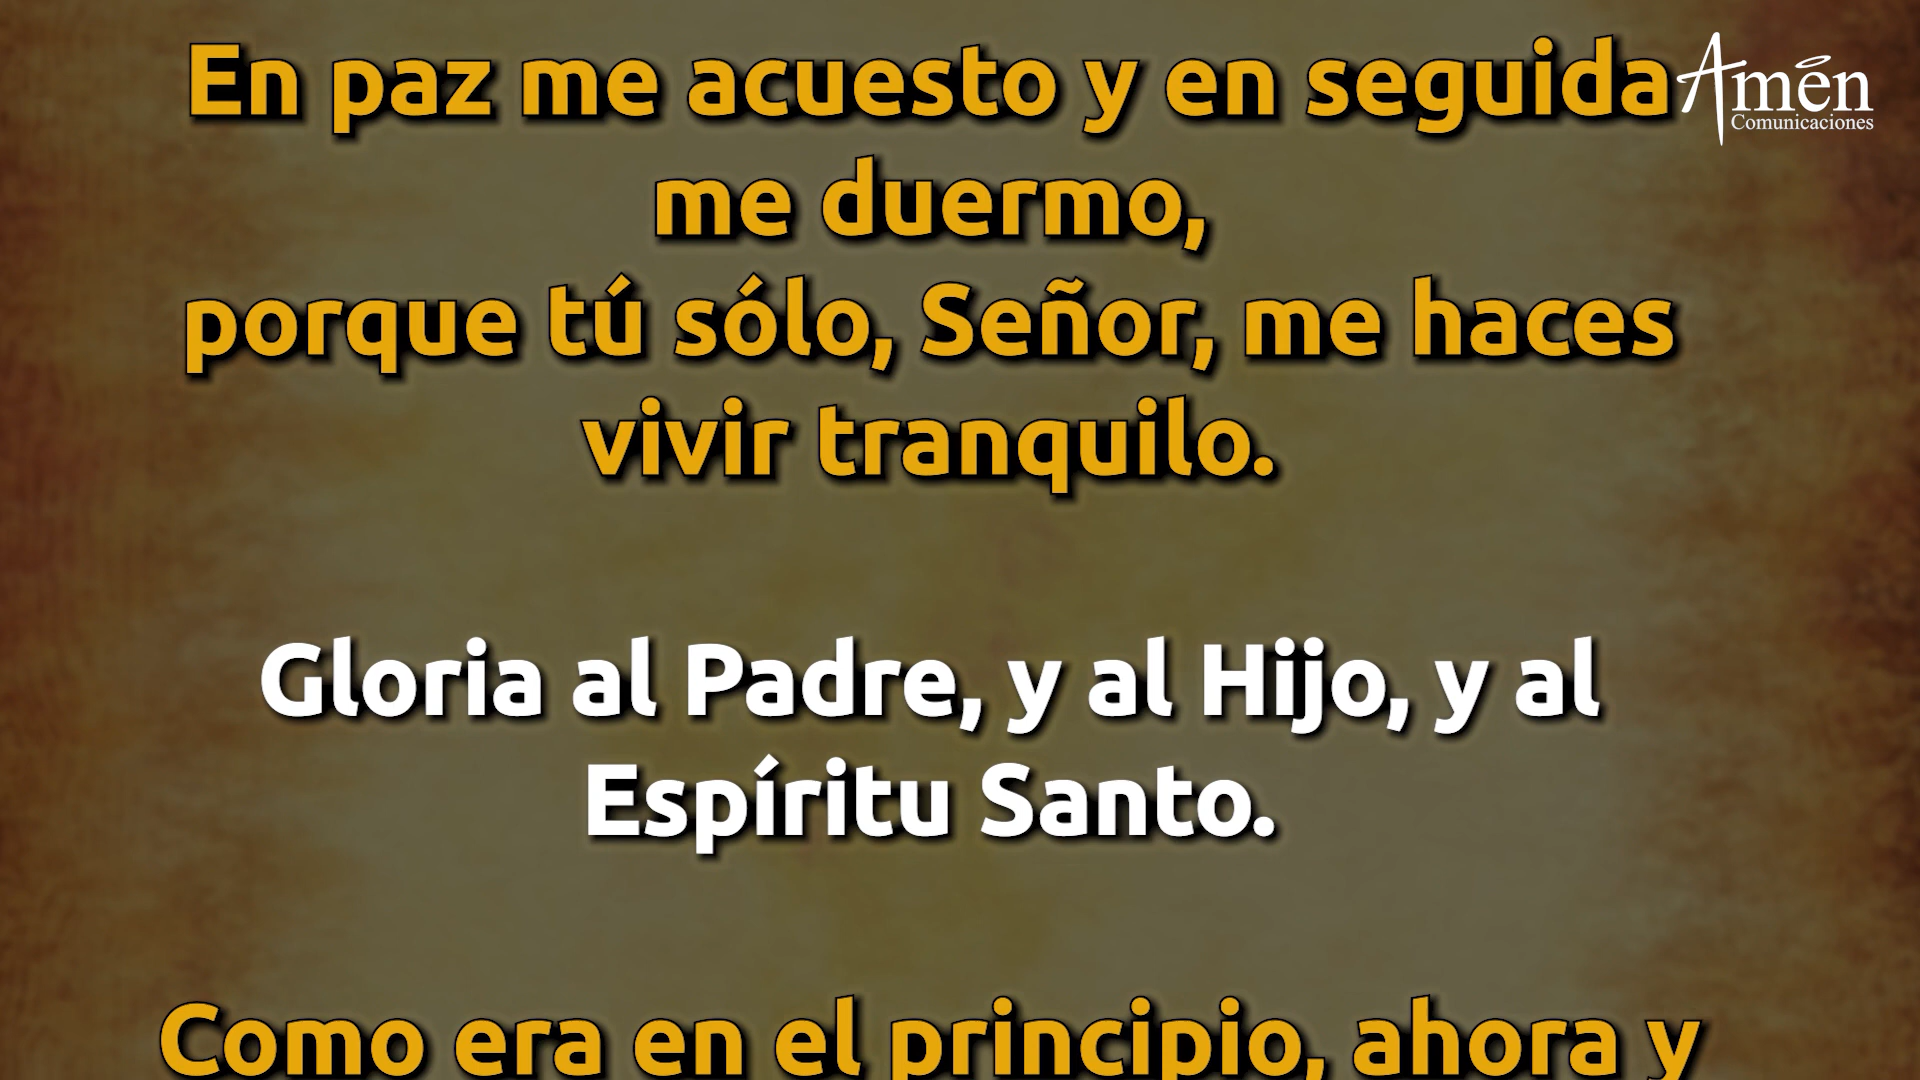 En paz me acuesto y en seguida
Amén
Comunicaciones
me duermo,
porque tú sólo, Señor, me haces
vivir tranquilo.
Gloria al Padre, y al Hijo, y al
Espíritu Santo.
Como era en el principio, ahora y